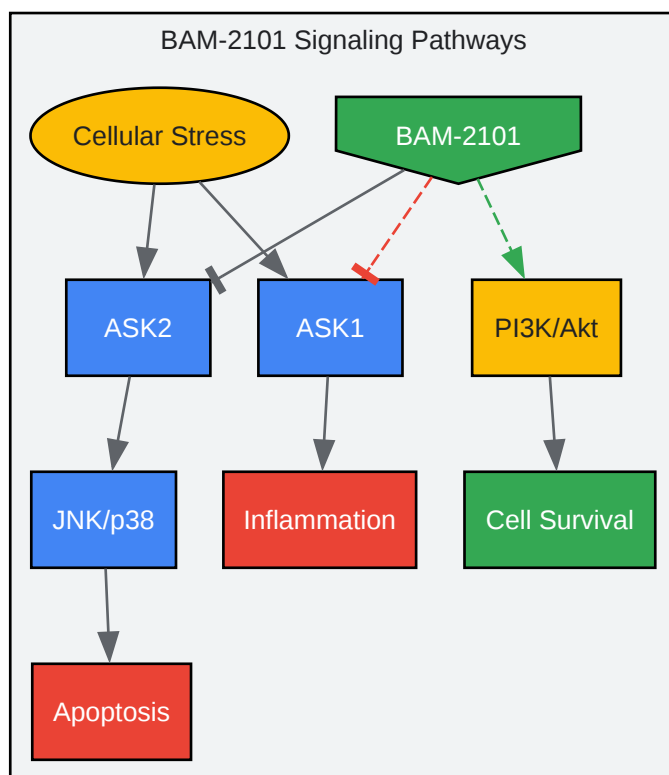 BAM-2101 Signaling Pathways
Cellular Stress
BAM-2101
ASK2
ASK1
PI3K/Akt
JNK/p38
Inflammation
Cell Survival
Apoptosis